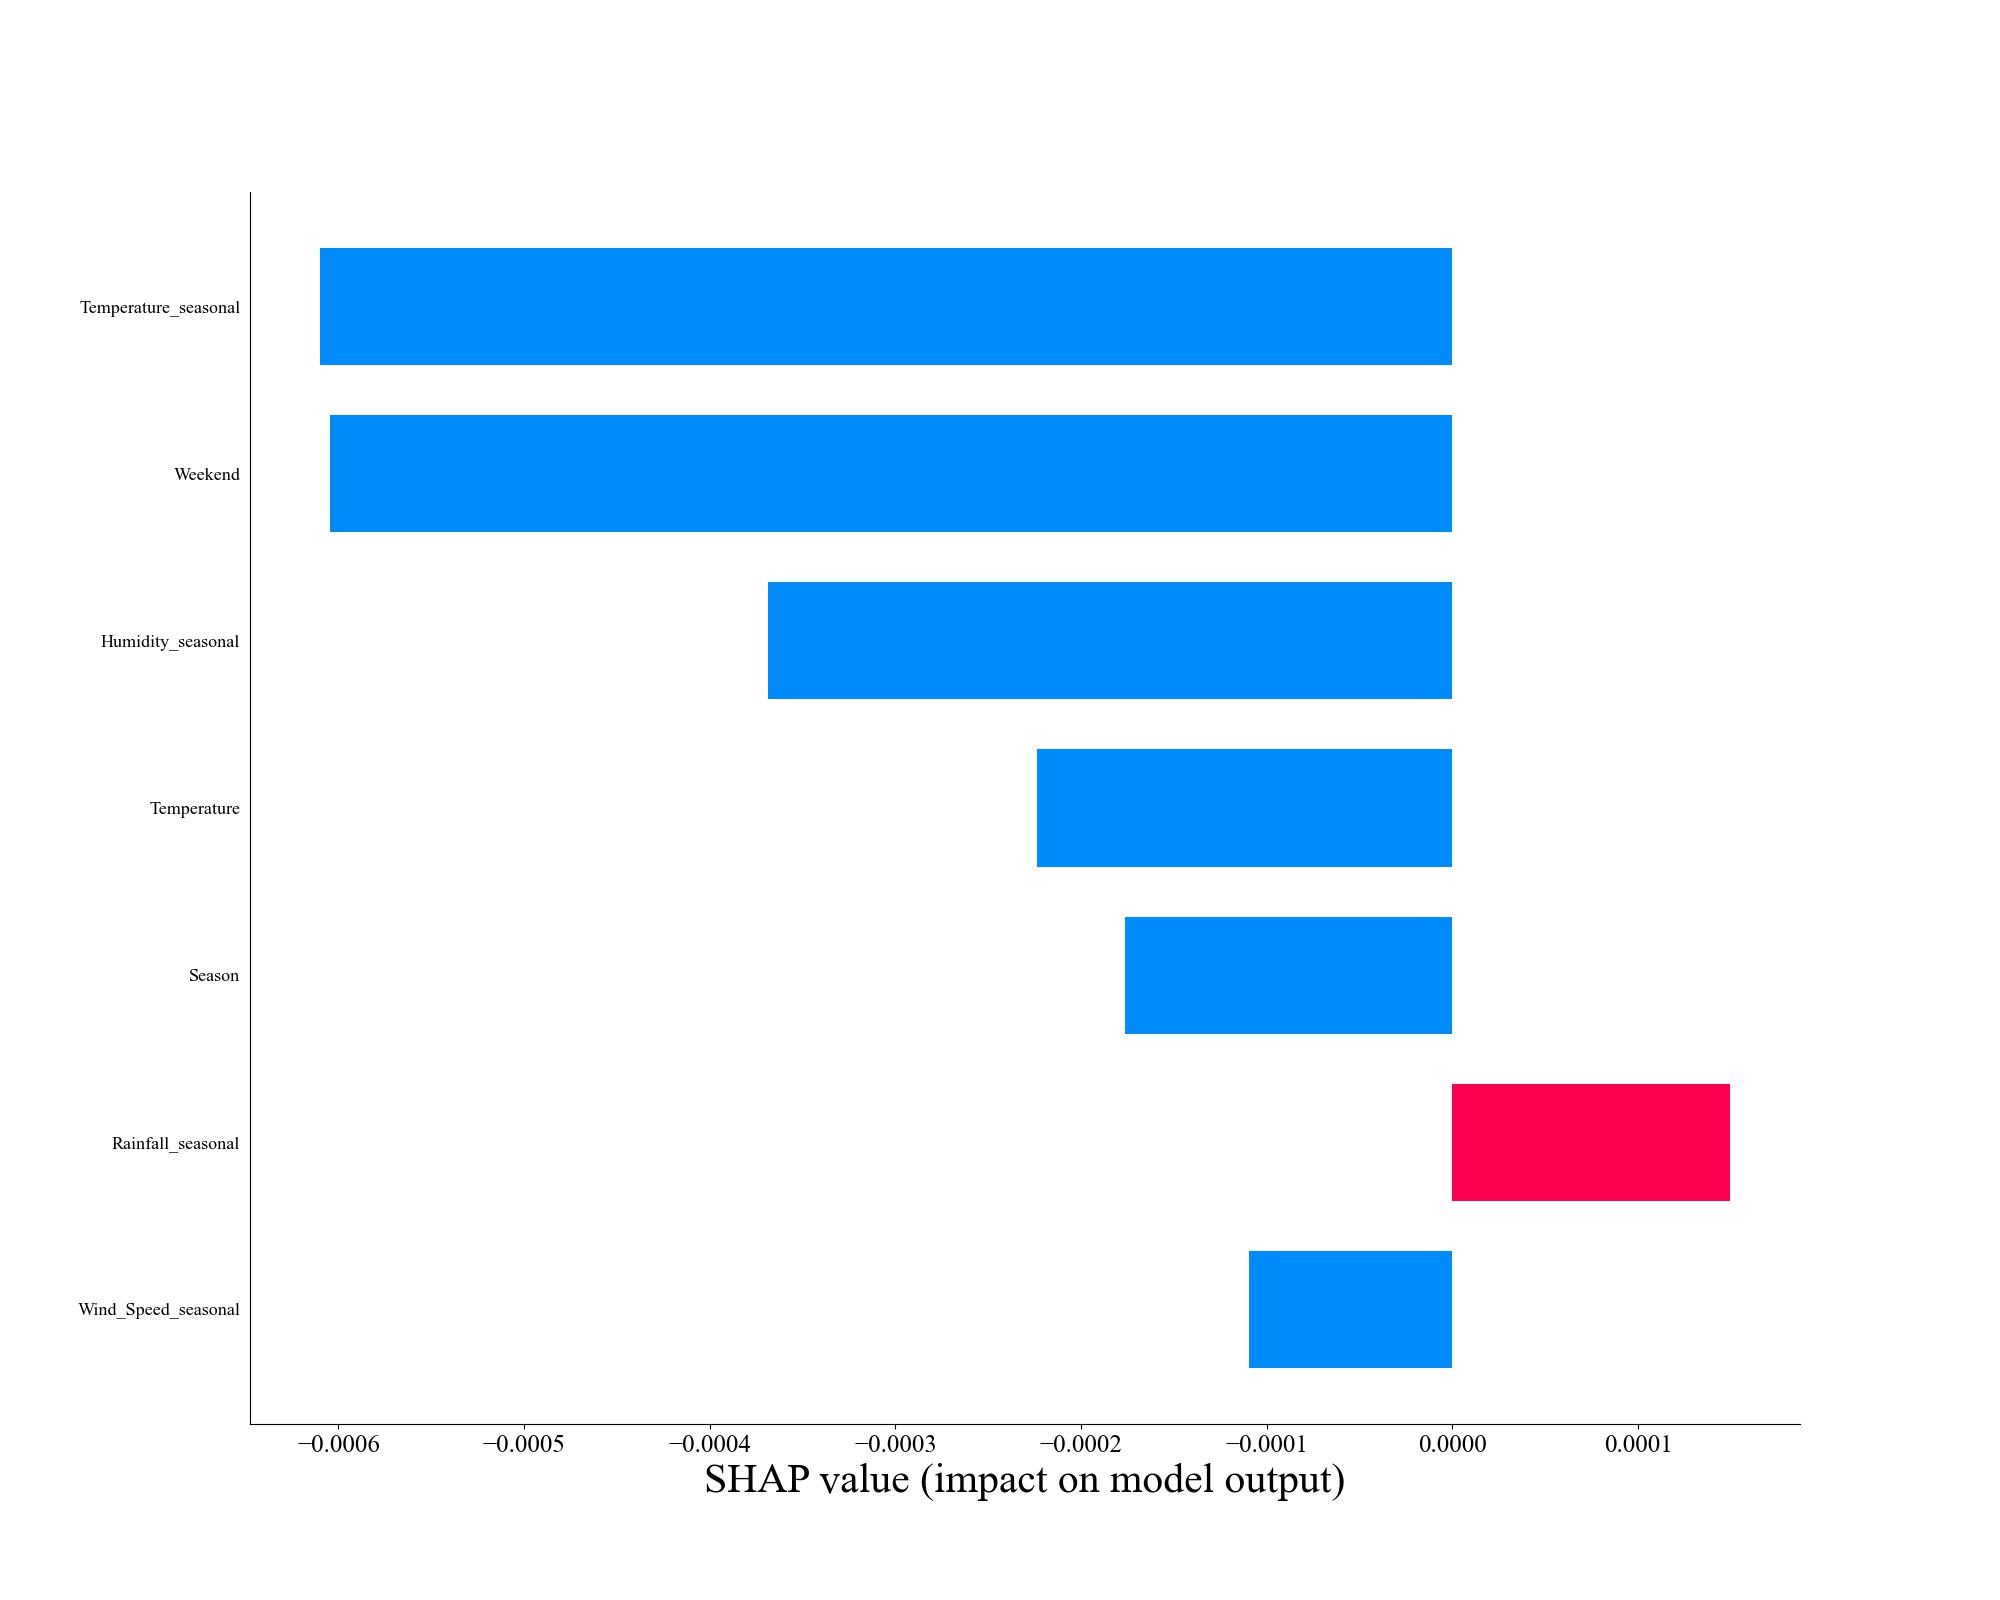 Temperature_seasonal
Weekend
Humidity_seasonal
Temperature
Season
Rainfall_seasonal
Wind_Speed_seasonal
−0.0006 −0.0005 −0.0004 −0.0003 −0.0002 −0.0001 0.0000 0.0001
SHAP value (impact on model output)